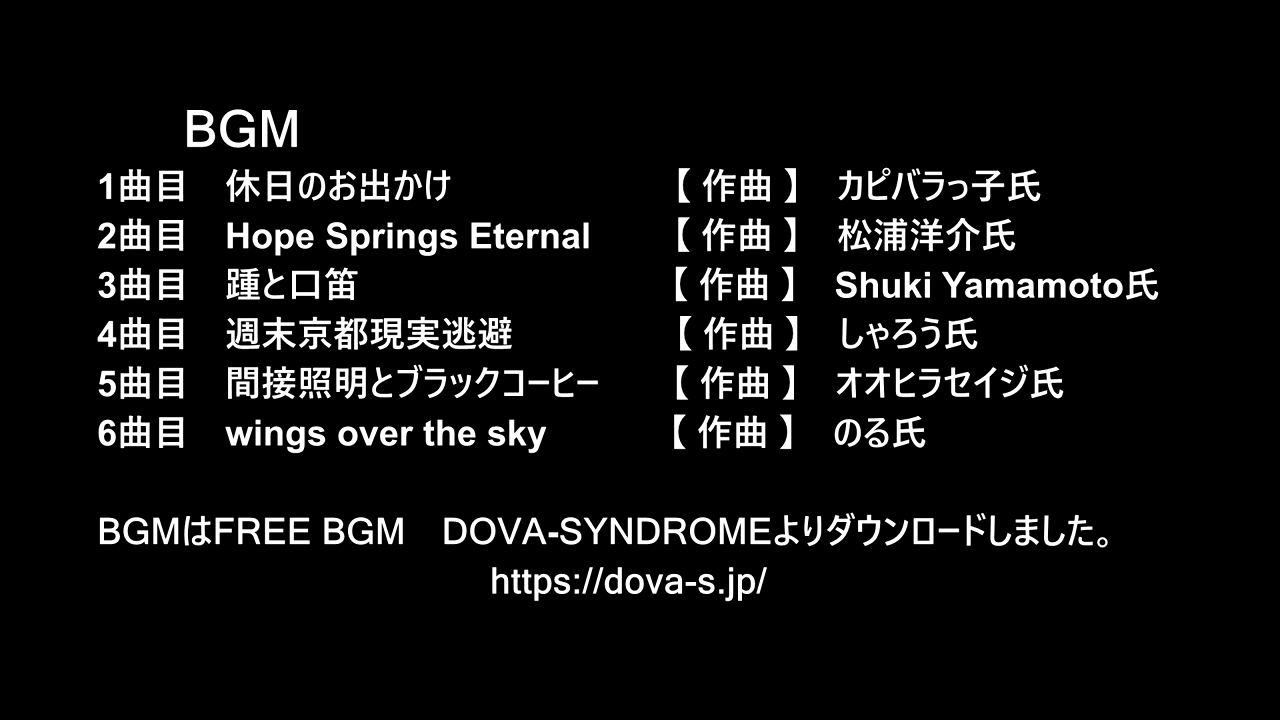 BGM
1曲目 休日のお出かけ 【 作曲 】 カピバラっ子氏
2曲目 Hope Springs Eternal 【 作曲 】 松浦洋介氏
3曲目 踵と口笛 【 作曲 】 Shuki Yamamoto氏
4曲目 週末京都現実逃避 【 作曲 】 しゃろう氏
5曲目 間接照明とブラックコーヒー 【 作曲 】 オオヒラセイジ氏
6曲目 wings over the sky 【 作曲 】 のる氏
BGMはFREE BGM DOVA-SYNDROMEよりダウンロードしました。
https://dova-s.jp/